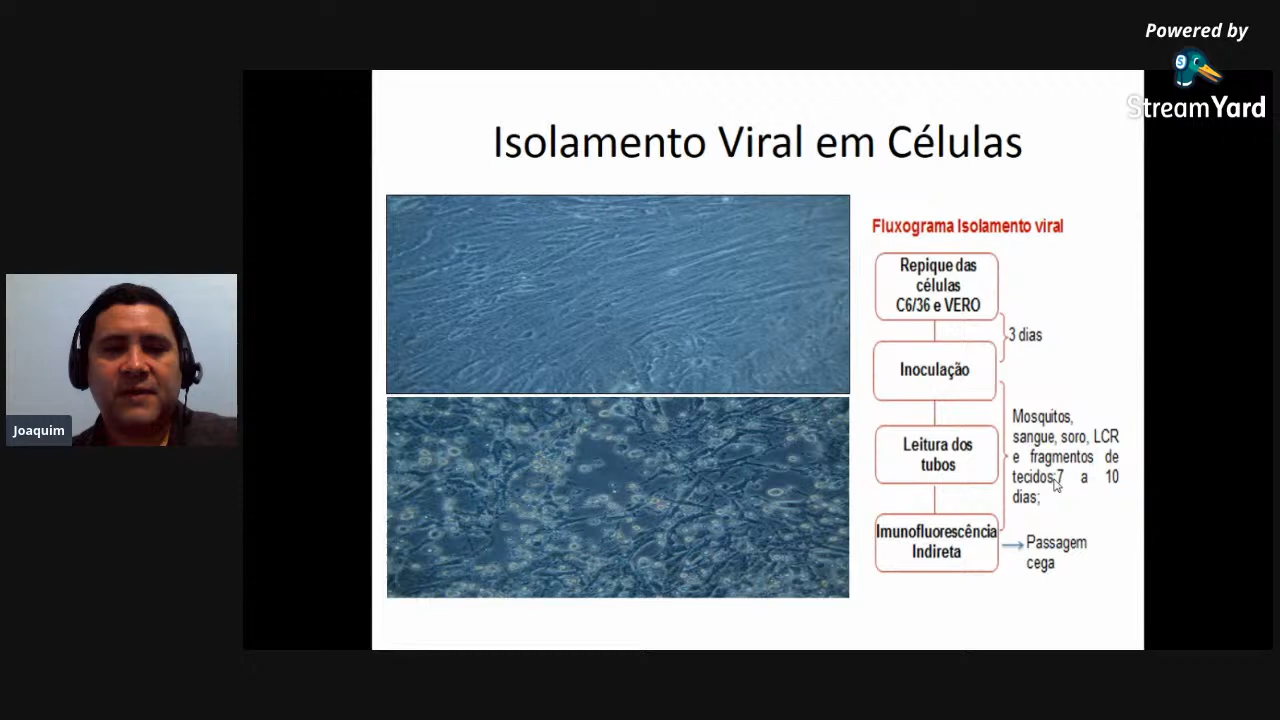 Powered by
StreamYard
Isolamento Viral em Células
Fluxograma Isolamento viral
Repique das
células
C6/36 e VERO
3 dias
Inoculação
Mosquitos,
sangue, soro, LCR
e fragmentos de
tecidos;7 a 10
dias;
Leitura dos
tubos
Imunofluorescência
Indireta
Passagem
cega
Joaquim